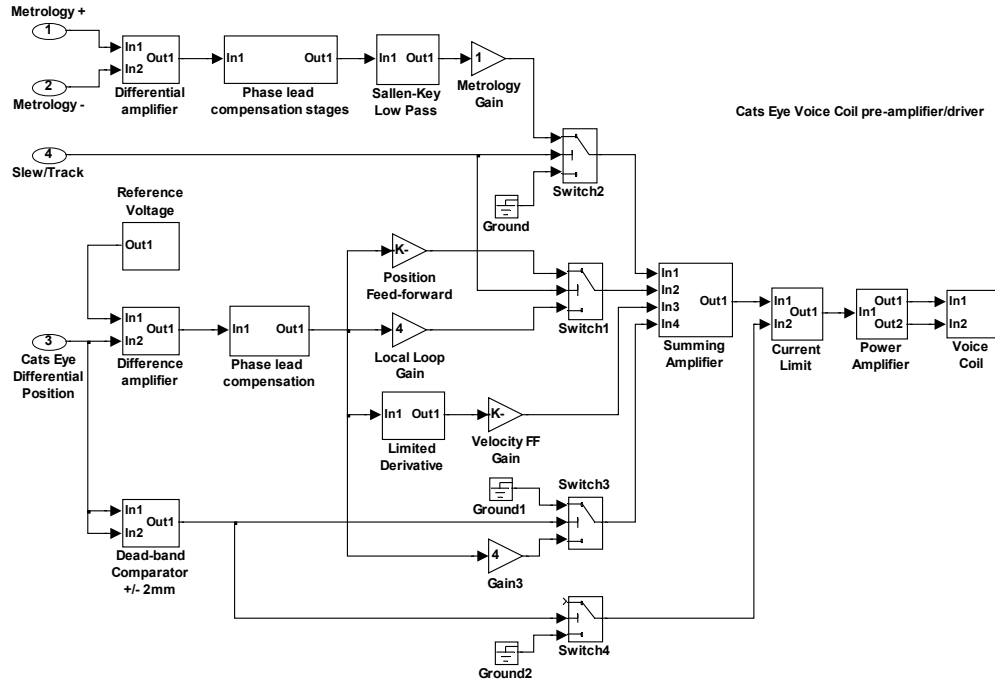 Metrology +
1
In1
In2
Out1
Differential
amplifier
2
Metrology -
In1
Out1
Phase lead
compensation stages
In1
Out1
Sallen-Key
Low Pass
1
Metrology
Gain
Cats Eye Voice Coil pre-amplifier/driver
4
Slew/Track
Switch2
Ground
Reference
Voltage
Out1
K-
Position
Feed-forward
Switch1
In1
In2
In3
In4
Out1
Summing
Amplifier
In1
In2
Out1
Current
Limit
In1
Out1
Out2
Power
Amplifier
In1
In2
Voice
Coil
3
Cats Eye
Differential
Position
In1
In2
Out1
Difference
amplifier
In1
Out1
Phase lead
compensation
4
Local Loop
Gain
In1
Out1
Limited
Derivative
K-
Velocity FF
Gain
Switch3
Ground1
In1
In2
Out1
Dead-band
Comparator
+/- 2mm
4
Gain3
Switch4
Ground2